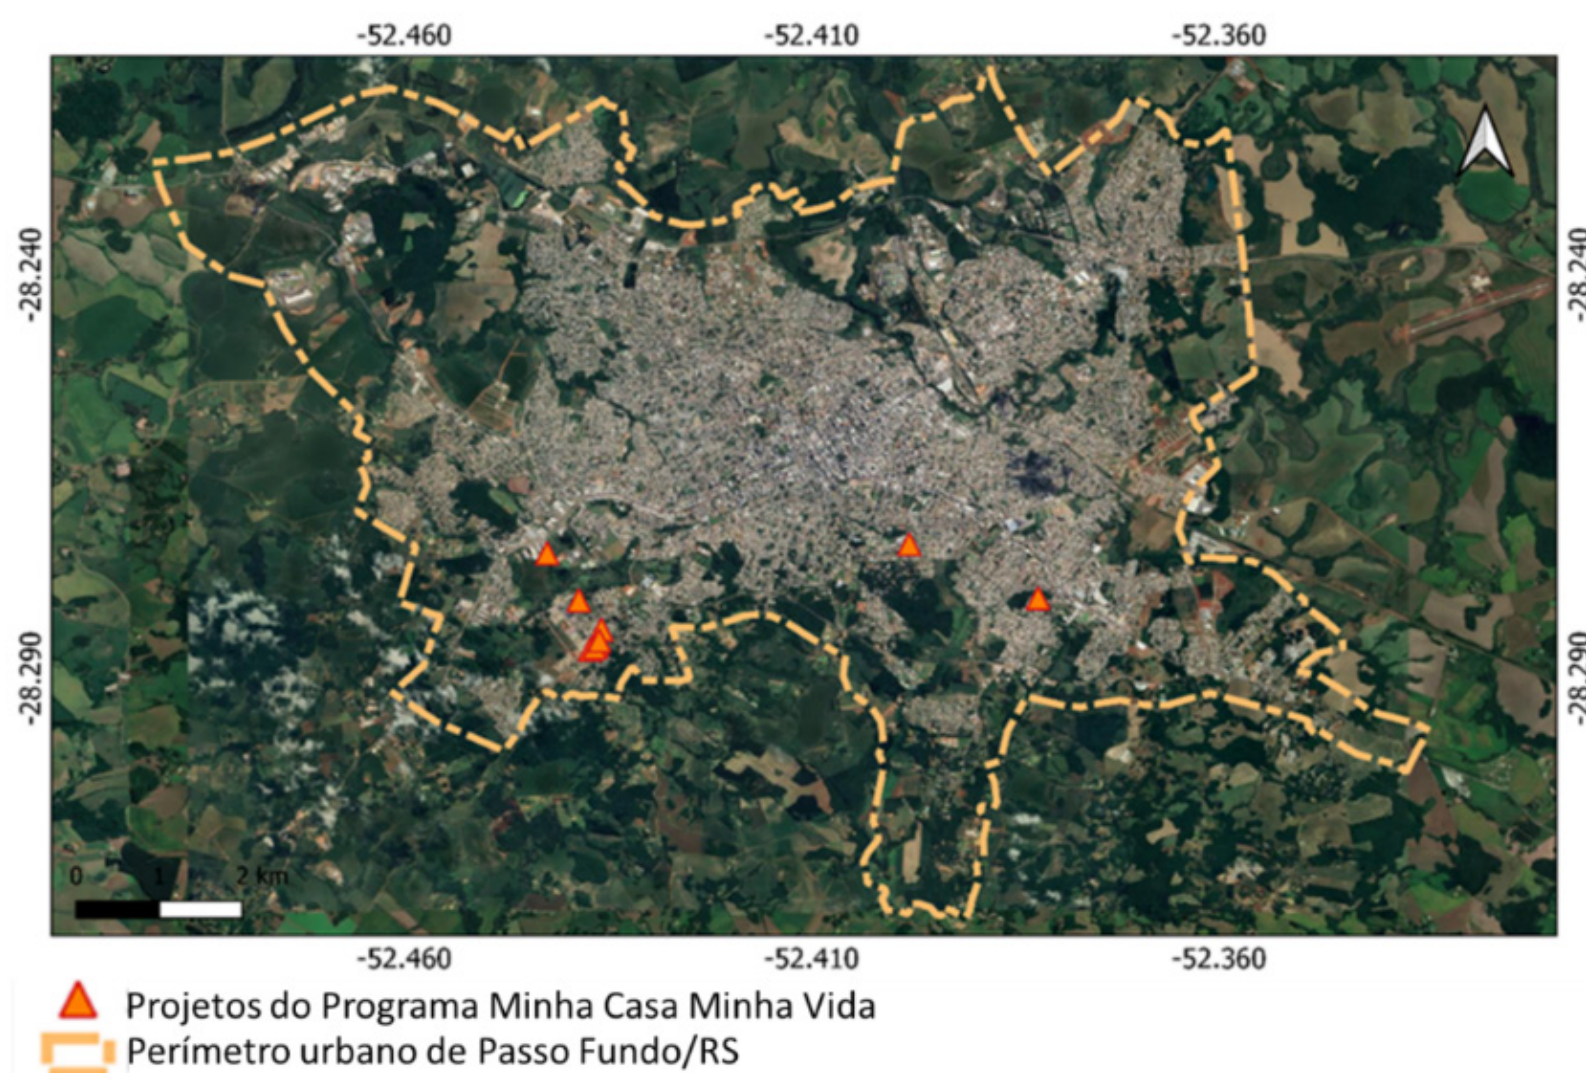 -52.460 -52.410 -52.360
-28.240 -28.240
-28.290 -28.290
0 1 2 km
-52.460 -52.410 -52.360
Projetos do Programa Minha Casa Minha Vida
Perímetro urbano de Passo Fundo/RS